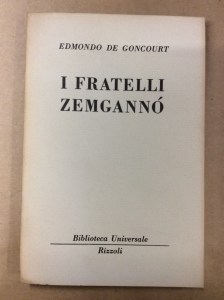 EDMONDO DE GONCOURT
I FRATELLI
ZEMGANNÓ
Biblioteca Universale
Rizzoli